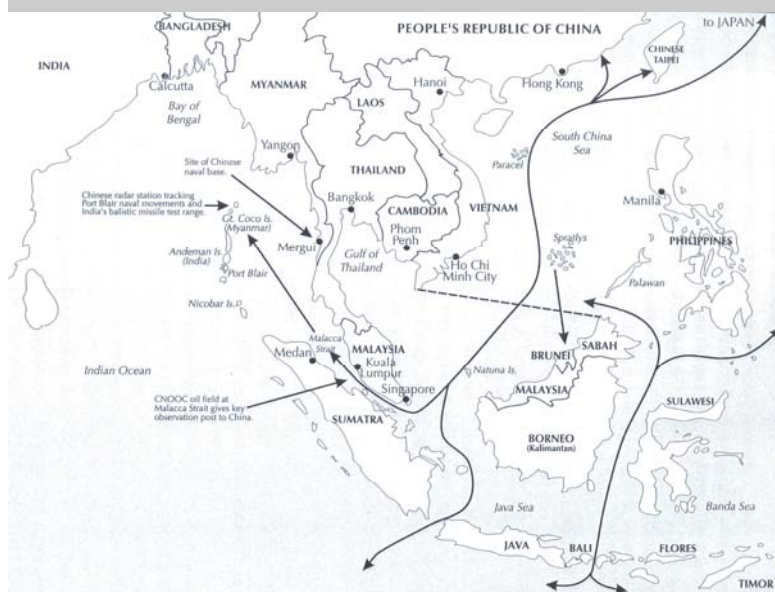 to JAPAN
PEOPLE'S REPUBLIC OF CHINA
BANGLADESH
CHINESE
TAIPEI
INDIA
Calcutta
MYANMAR
Hanoi
Hong Kong
LAOS
Bay of
Bengal
South China
Sea
Yangon
Site of Chinese
naval base.
Paracel
THAILAND
Chinese radar station tracking
Port Blair naval movements and
India's ballistic missile test range.
Bangkok
CAMBODIA
VIETNAM
Manila
Gt. Coco Is.
(Myanmar)
Phom
Penh
Mergui
Gulf of
Thailand
Spratlys
PHILIPPINES
Andeman Is.
(India)
Port Blair
Ho Chi
Minh City
Palawan
Nicobar Is.
Malacca
Strait
MALAYSIA
Medan
Kuala
Lumpur
BRUNEI
SABAH
Indian Ocean
Natuna Is.
CNOOC oil field at
Malacca Strait gives key
observation post to China.
Singapore
MALAYSIA
SULAWESI
SUMATRA
BORNEO
(Kalimantan)
Java Sea
Banda Sea
JAVA
BALI
FLORES
TIMOR